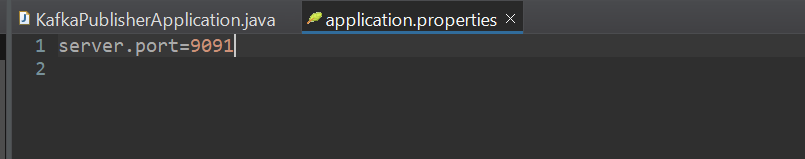 KafkaPublisherApplication.java application.properties
1 server.port=9091
2